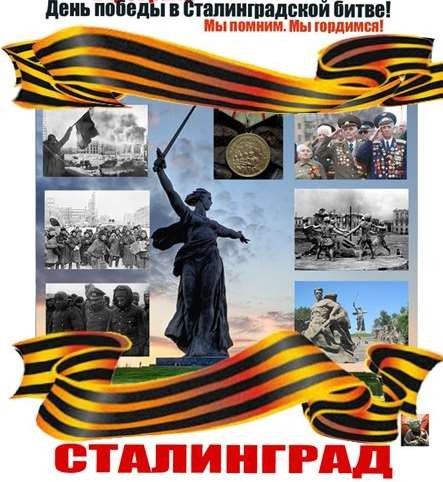 День победы в Сталинградской битве!
Мы помним. Мы гордимся!
СТАЛИНГРАД